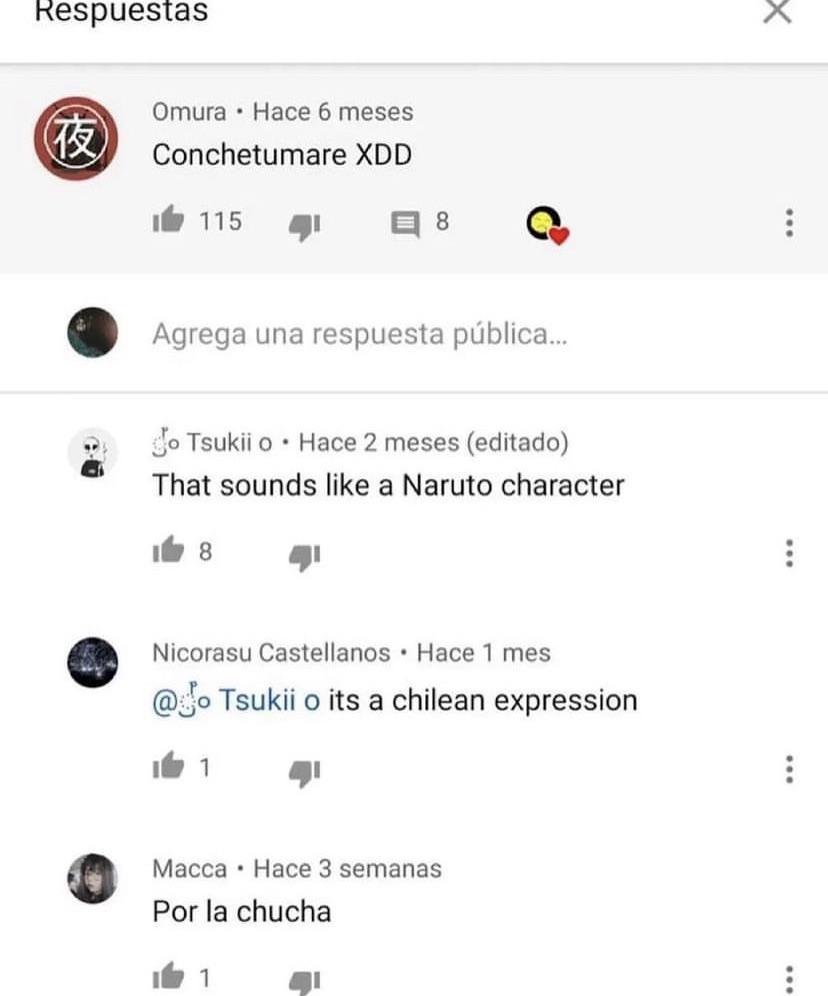 Respuestas
夜
Omura • Hace 6 meses
Conchetumare XDD
115
8
Agrega una respuesta pública...
Tsukii o • Hace 2 meses (editado)
That sounds like a Naruto character
8
Nicorasu Castellanos • Hace 1 mes
Tsukii o its a chilean expression
1
Macca • Hace 3 semanas
Por la chucha
1